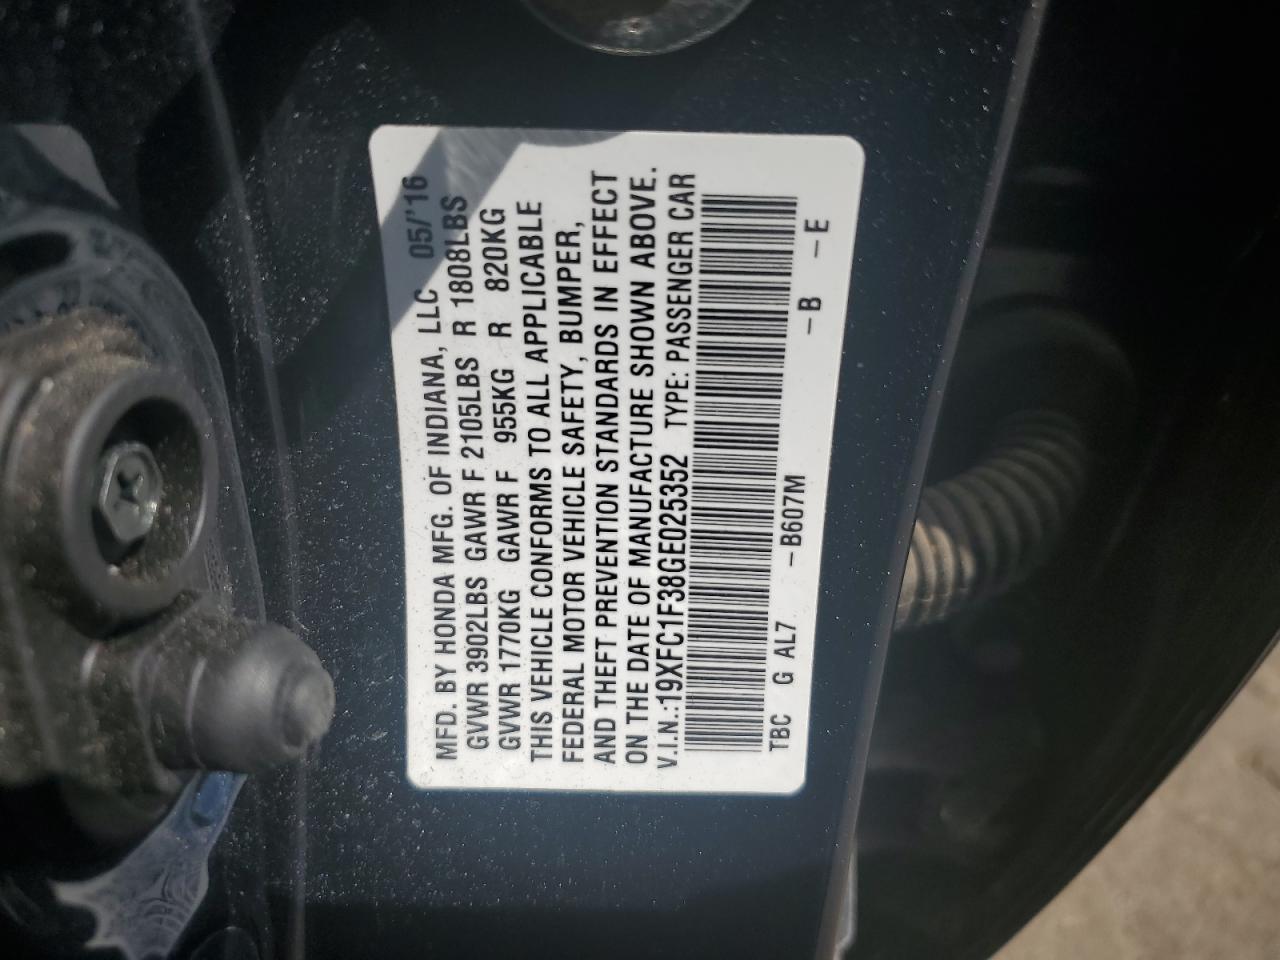 MFD. BY HONDA MFG. OF INDIANA, LLC 05/'16
GVWR 3902LBS GAWR F 2105LBS R 1808LBS
GVWR 1770KG GAWR F 955KG R 820KG
THIS VEHICLE CONFORMS TO ALL APPLICABLE
FEDERAL MOTOR VEHICLE SAFETY, BUMPER,
AND THEFT PREVENTION STANDARDS IN EFFECT
ON THE DATE OF MANUFACTURE SHOWN ABOVE.
V.I.N.:19XFC1F38GE025352 TYPE: PASSENGER CAR
TBC G AL7 -B607M -B -E